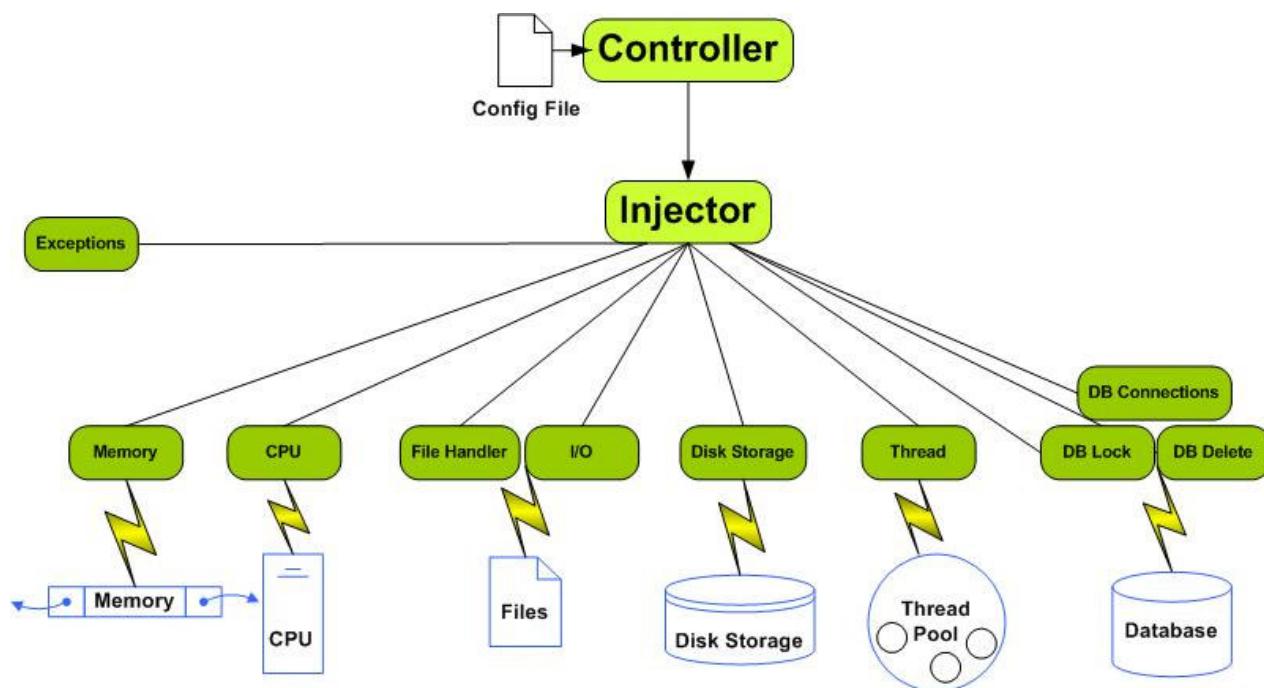 Controller
Config File
Injector
Exceptions
DB Connections
Memory
CPU
File Handler
I/O
Disk Storage
Thread
DB Lock
DB Delete
Memory
CPU
Files
Disk Storage
Thread
Pool
Database